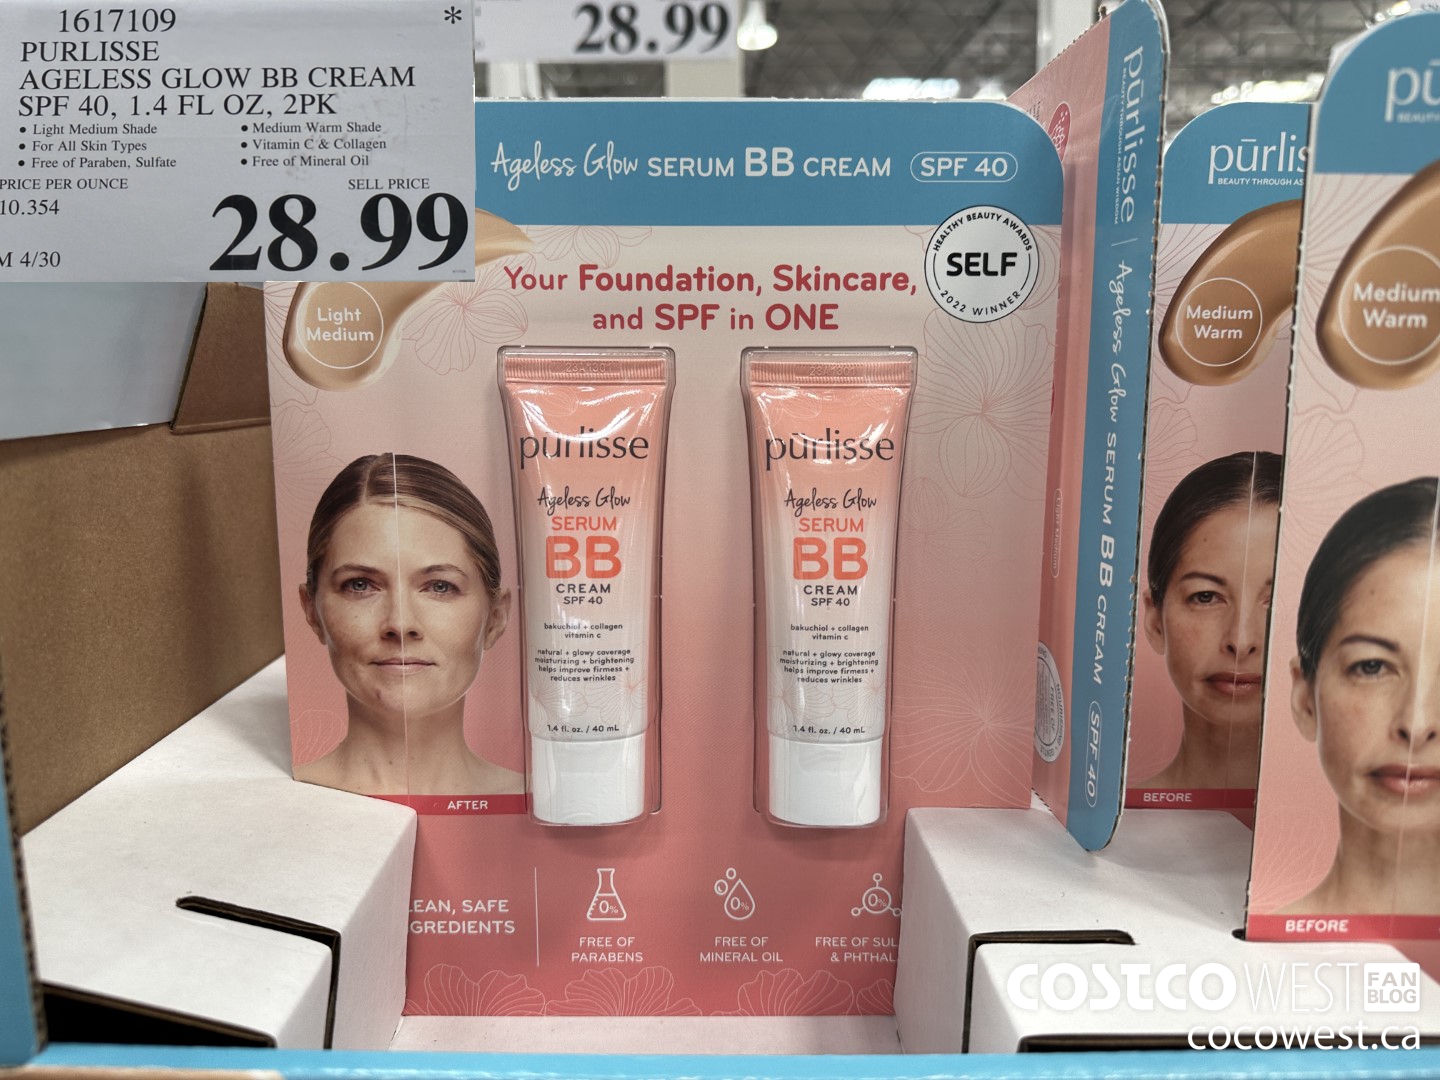 1617109 *
PURLISSE
AGELESS GLOW BB CREAM
SPF 40, 1.4 FL OZ, 2PK
• Light Medium Shade
• For All Skin Types
• Free of Paraben, Sulfate
• Medium Warm Shade
• Vitamin C & Collagen
• Free of Mineral Oil
PRICE PER OUNCE
10.354
SELL PRICE
28.99
M 4/30
28.99
Ageless Glow SERUM BB CREAM SPF 40
Your Foundation, Skincare,
and SPF in ONE
HEALTHY BEAUTY AWARDS
SELF
2022 WINNER
Light
Medium
pūrlisse
Ageless Glow
SERUM
BB
CREAM
SPF 40
bakuchiol + collagen
vitamin c
natural + glowy coverage
moisturizing + brightening
helps improve firmness +
reduces wrinkles
1.4 fl. oz. / 40 mL
pūrlisse
Ageless Glow
SERUM
BB
CREAM
SPF 40
bakuchiol + collagen
vitamin c
natural + glowy coverage
moisturizing + brightening
helps improve firmness +
reduces wrinkles
1.4 fl. oz. / 40 mL
AFTER
LEAN, SAFE
GREDIENTS
0%
FREE OF
PARABENS
0%
FREE OF
MINERAL OIL
0%
FREE OF SUL
& PHTHAL
pūrlisse
BEAUTY THROUGH ASIAN WISDOM
Ageless Glow SERUM BB CREAM SPF 40
pūrlis
BEAUTY THROUGH AS
Medium
Warm
BEFORE
pū
BEAUTY
Medium
Warm
BEFORE
COSTCO WEST FAN BLOG
cocowest.ca